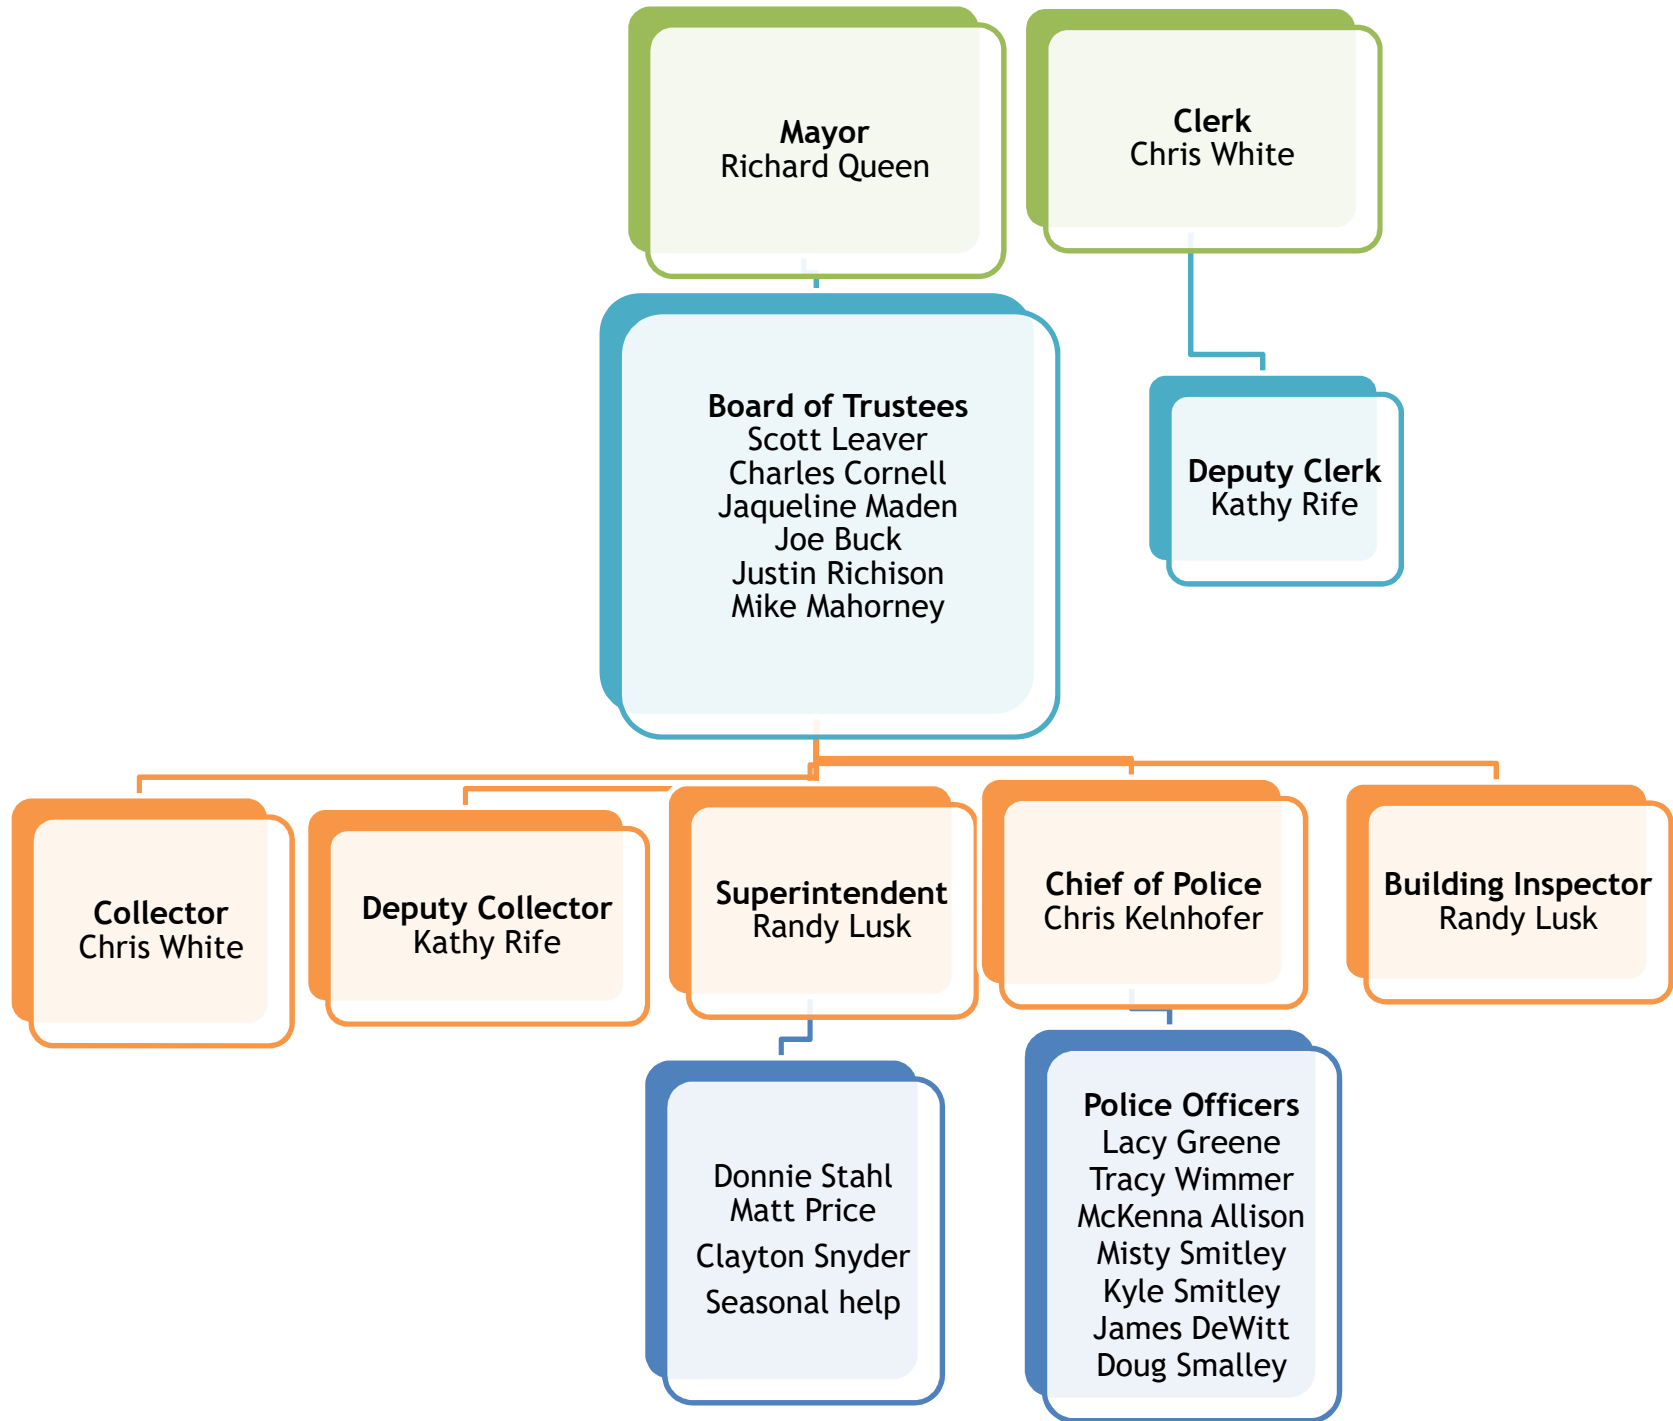 Mayor
Richard Queen
Clerk
Chris White
Board of Trustees
Scott Leaver
Charles Cornell
Jaqueline Maden
Joe Buck
Justin Richison
Mike Mahorney
Deputy Clerk
Kathy Rife
Collector
Chris White
Deputy Collector
Kathy Rife
Superintendent
Randy Lusk
Chief of Police
Chris Kelnhofer
Building Inspector
Randy Lusk
Donnie Stahl
Matt Price
Clayton Snyder
Seasonal help
Police Officers
Lacy Greene
Tracy Wimmer
McKenna Allison
Misty Smitley
Kyle Smitley
James DeWitt
Doug Smalley